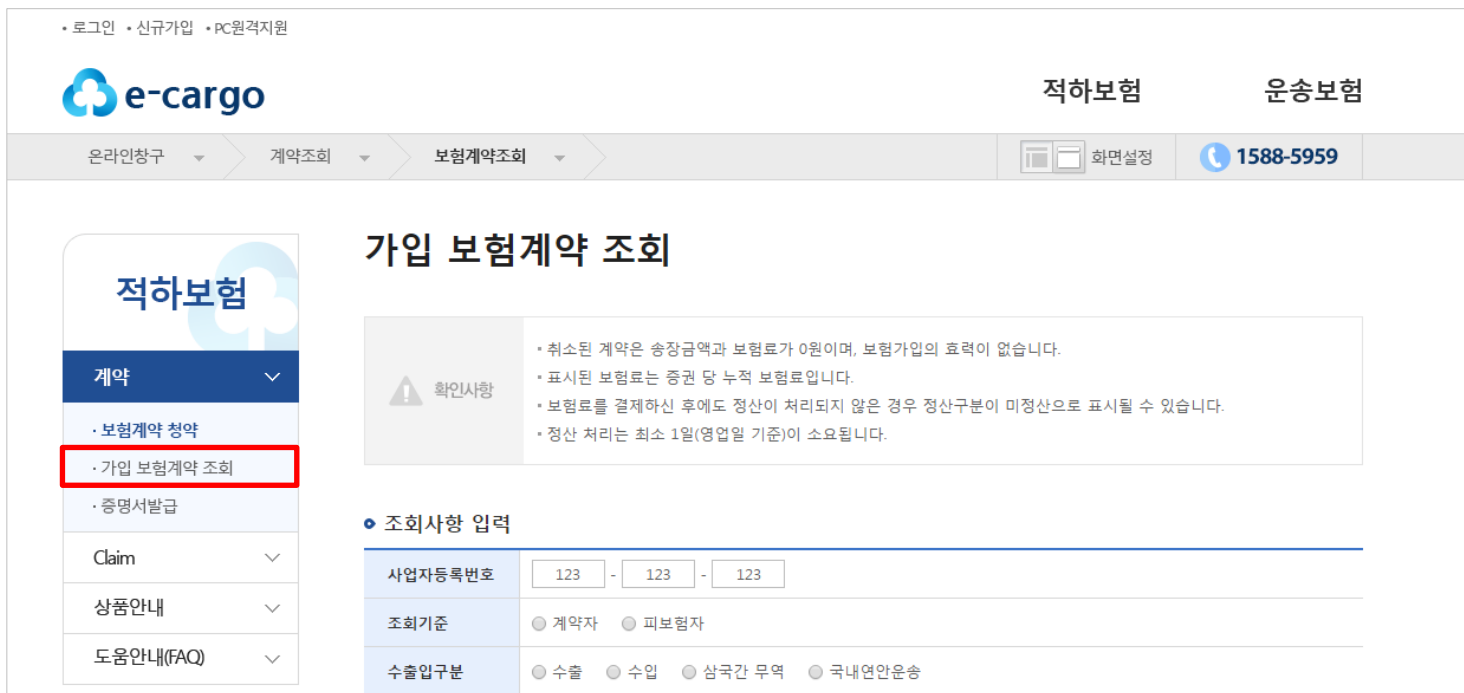 • 로그인 • 신규가입 • PC원격지원
e-cargo 적하보험 운송보험
온라인창구 계약조회 보험계약조회 화면설정 1588-5959
가입 보험계약 조회
적하보험
계약
· 보험계약 청약
· 가입 보험계약 조회
· 증명서발급
Claim
상품안내
도움안내(FAQ)
확인사항
▪ 취소된 계약은 송장금액과 보험료가 0원이며, 보험가입의 효력이 없습니다.
▪ 표시된 보험료는 증권 당 누적 보험료입니다.
▪ 보험료를 결제하신 후에도 정산이 처리되지 않은 경우 정산구분이 미정산으로 표시될 수 있습니다.
▪ 정산 처리는 최소 1일(영업일 기준)이 소요됩니다.
조회사항 입력
사업자등록번호 123 - 123 - 123
조회기준 계약자 피보험자
수출입구분 수출 수입 삼국간 무역 국내연안운송